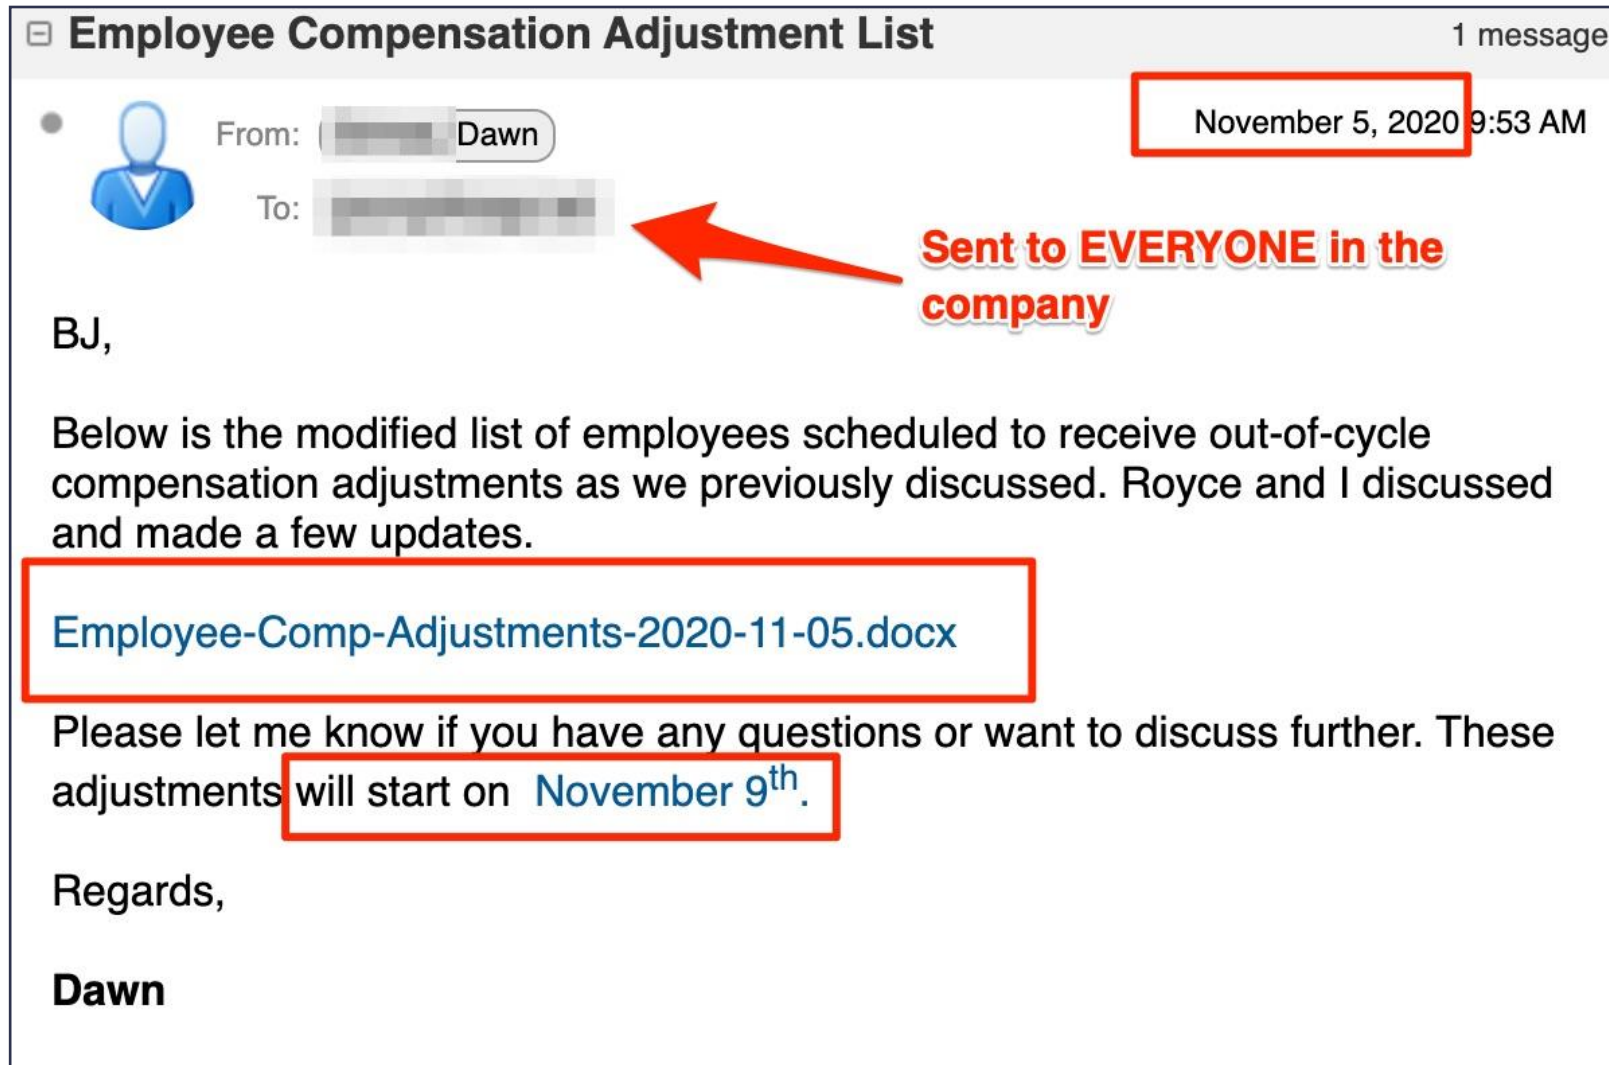 Employee Compensation Adjustment List
1 message
From: Dawn
November 5, 2020 9:53 AM
To:
Sent to EVERYONE in the
company
BJ,
Below is the modified list of employees scheduled to receive out-of-cycle
compensation adjustments as we previously discussed. Royce and I discussed
and made a few updates.
Employee-Comp-Adjustments-2020-11-05.docx
Please let me know if you have any questions or want to discuss further. These
adjustments will start on November 9th.
Regards,
Dawn